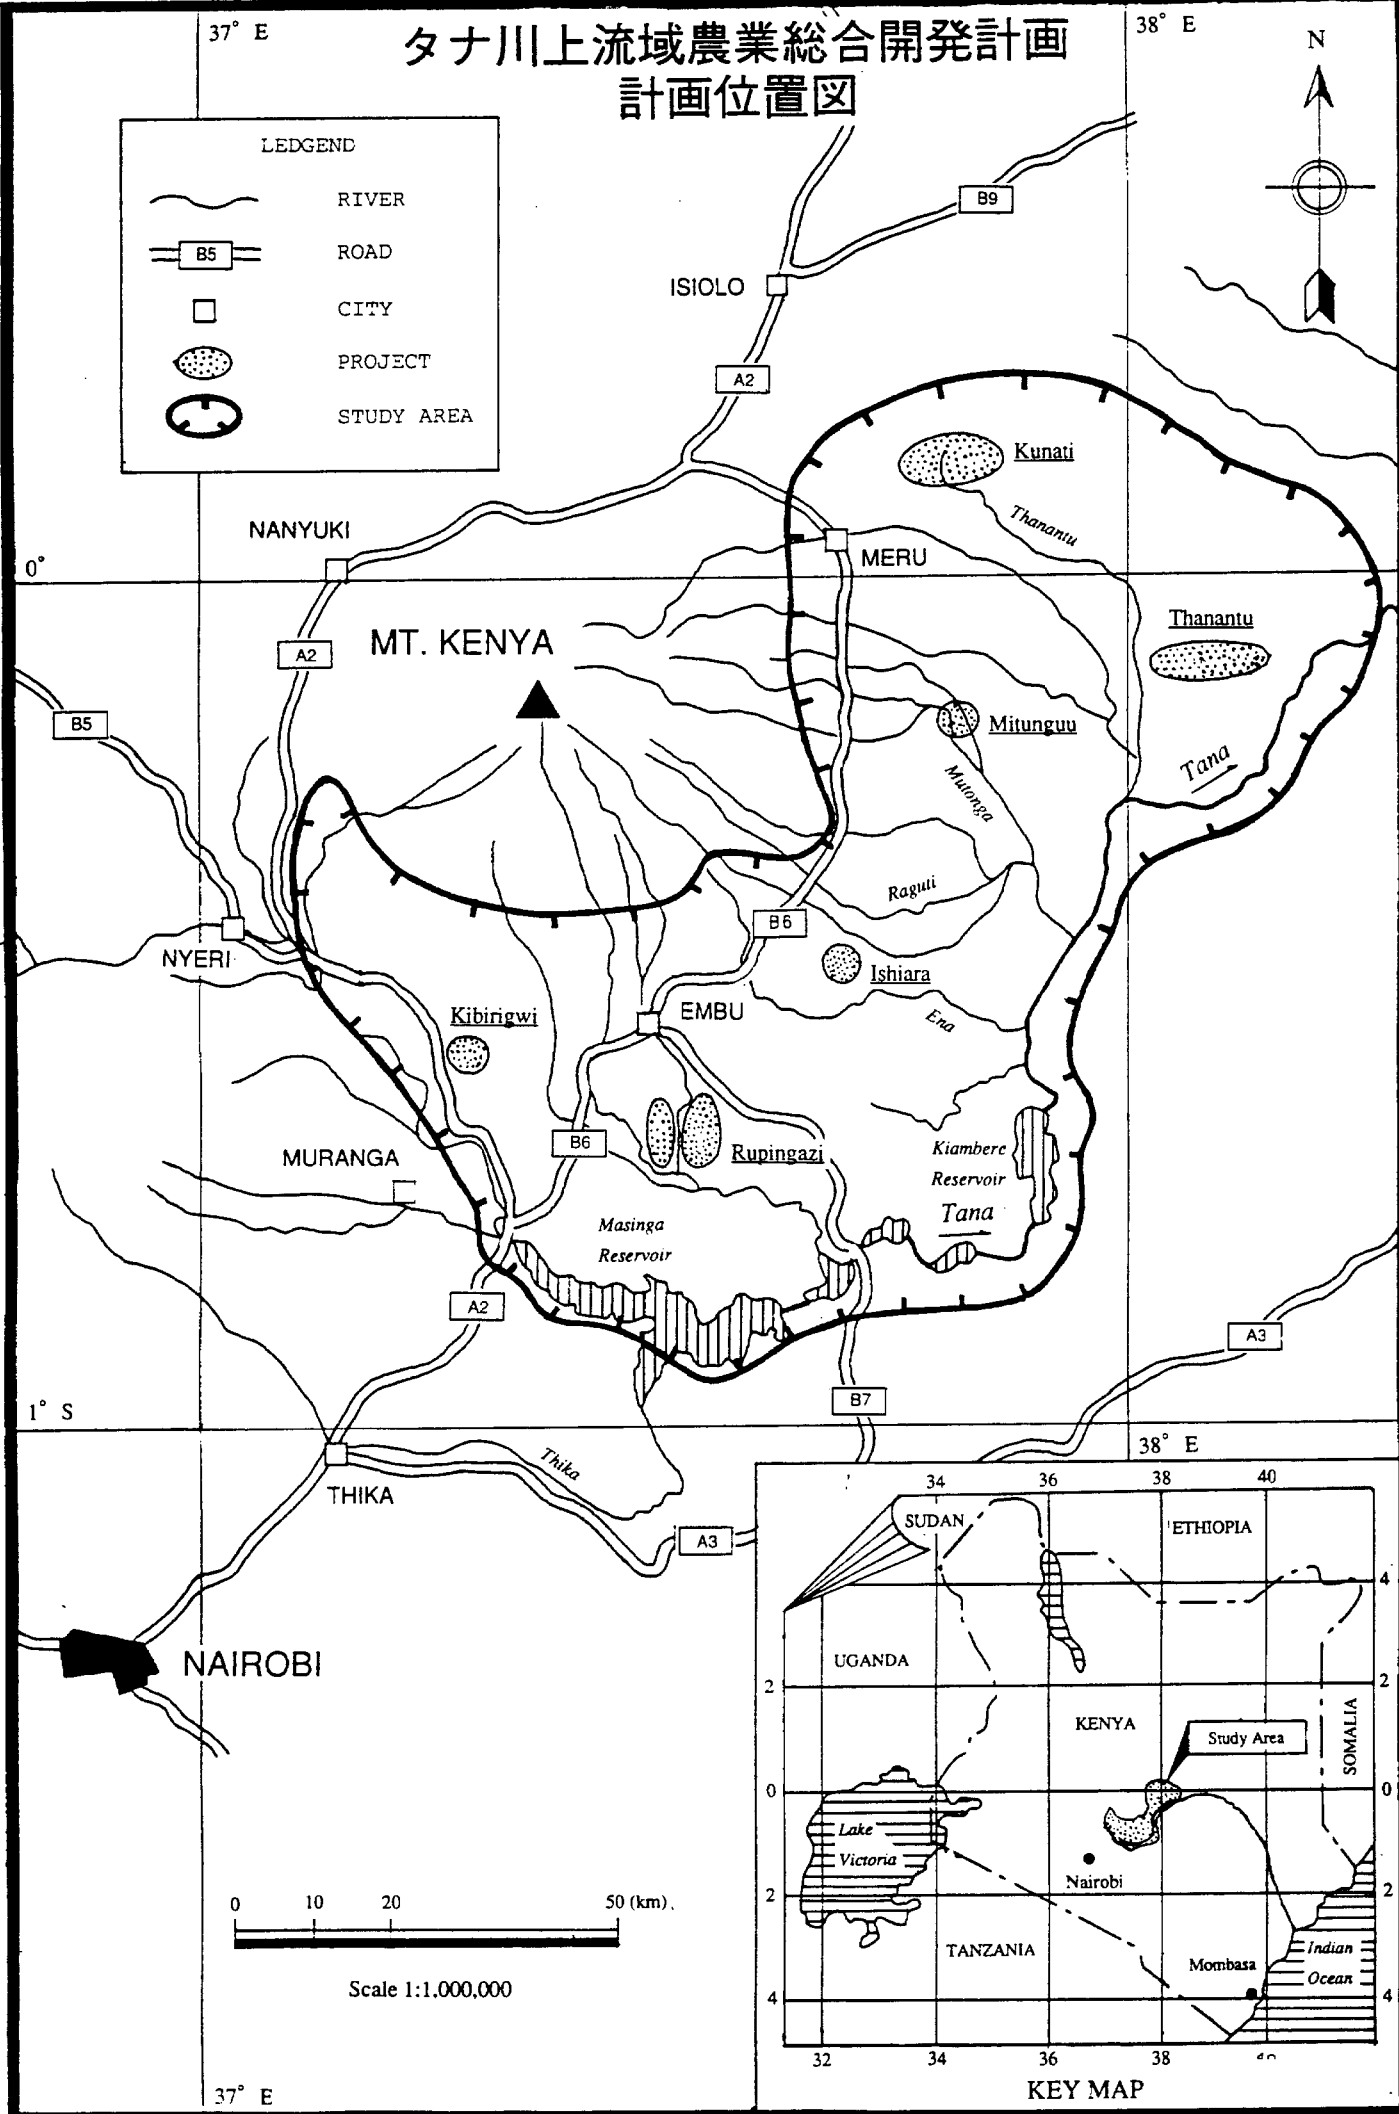 37° E
タナ川上流域農業総合開発計画
38° E
計画位置図
N
LEDGEND
RIVER
B5
ROAD
CITY
PROJECT
STUDY AREA
B9
ISIOLO
A2
Kunati
Thanantu
NANYUKI
MERU
0°
Thanantu
MT. KENYA
A2
B5
Mitunguu
Tana
Mutonga
Raguti
B6
NYERI
Ishiara
Kibirigwi
EMBU
Ena
B6
Rupingazi
Kiambere
Reservoir
MURANGA
Tana
Masinga
Reservoir
A2
A3
B7
1° S
38° E
Thika
THIKA
A3
NAIROBI
34 36 38 40
SUDAN
ETHIOPIA
4
UGANDA
2 2
KENYA
Study Area
SOMALIA
0 0
Lake
Victoria
Nairobi
2 2
TANZANIA
Mombasa
Indian
Ocean
4 4
32 34 36 38
KEY MAP
0 10 20 50 (km)
Scale 1:1,000,000
37° E